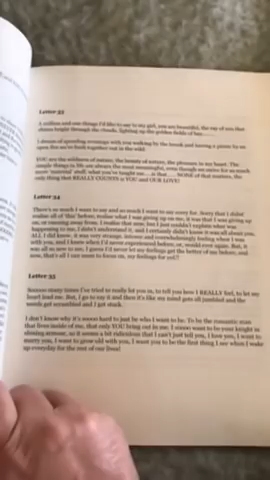 Letter 33
A million and one things I'd like to say to my girl, you are beautiful, the ray of sun that
shines bright through the clouds, lighting up the golden fields of hay........
I dream of spending evenings with you walking by the brook and having a picnic
upon this we've built together out in the wild
YOU are the calmness of nature, the beauty of nature, the pleasure in my heart. The
simple things in life are always the most meaningful, even though we strive for so much
more 'material' stuff, what you've taught me.... is that.... NONE of that matters, the
only thing that REALLY COUNTS is YOU and OUR LOVE!
Letter 34
There's so much I want to say and so much I want to say sorry for. Sorry that I didn't
realise all of 'this' before, realise what I was giving up on me, it was that I was giving up
on, or running away from. I realise that now, but I just couldn't explain what was
happening to me, I didn't understand it, and I certainly didn't know it was all about you,
ALL I did know, it was very strange, intense and overwhelmingly feeling when I was
with you, and I knew when I'd never experienced before, or, would ever again. But, it
was all so new to me, I guess I'd never let my feelings get the better of me before, and
now, that's all I can seem to focus on, my feelings for you!!
Letter 35
Soooooo many times I've tried to really let you in, to tell you how I REALLY feel, to let my
heart lead me. But, I go to say it and then it's like my mind gets all jumbled and the
words get scrambled and I get stuck.
I don't know why it's soooo hard to just be who I want to be. To be the romantic man
that lives inside of me, that only YOU bring out in me; I wanna want to be your knight in
shining armour, so it seems a bit ridiculous that I can't just tell you, I love you, I want to
marry you, I want to grow old with you, I want you to be the first thing I see when I wake
up everyday for the rest of our lives!